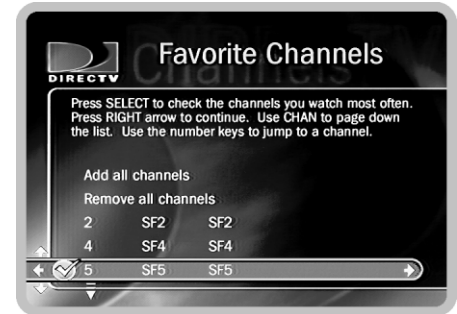 Favorite Channels
DIRECTV
Press SELECT to check the channels you watch most often.
Press RIGHT arrow to continue. Use CHAN to page down
the list. Use the number keys to jump to a channel.
Add all channels
Remove all channels
2 SF2 SF2
4 SF4 SF4
5 SF5 SF5